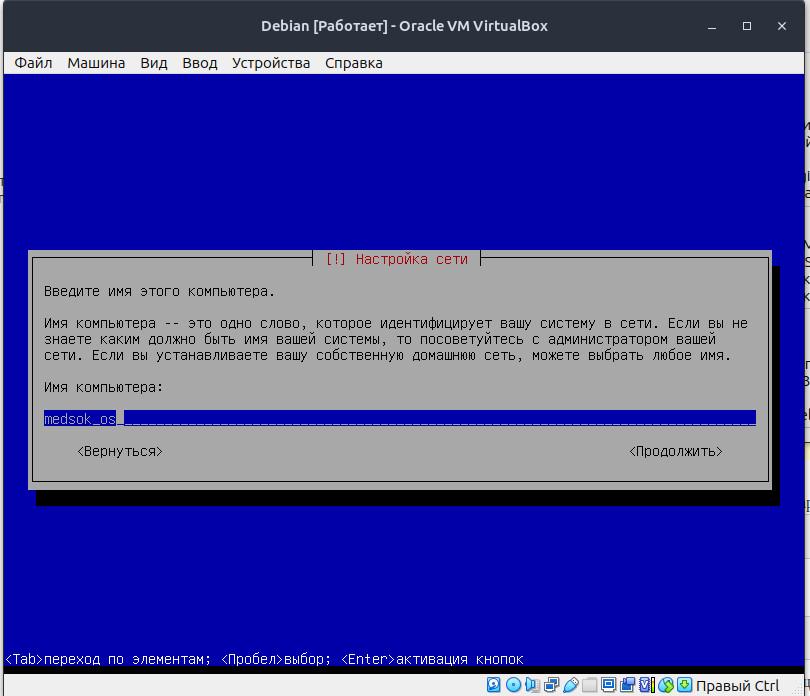 Debian [Работает] - Oracle VM VirtualBox
Файл Машина Вид Ввод Устройства Справка
[!] Настройка сети
Введите имя этого компьютера.
Имя компьютера -- это одно слово, которое идентифицирует вашу систему в сети. Если вы не
знаете каким должно быть имя вашей системы, то посоветуйтесь с администратором вашей
сети. Если вы устанавливаете вашу собственную домашнюю сеть, можете выбрать любое имя.
Имя компьютера:
medsok_os
<Вернуться> <Продолжить>
<Tab>переход по элементам; <Пробел>выбор; <Enter>активация кнопок
Правый Ctrl